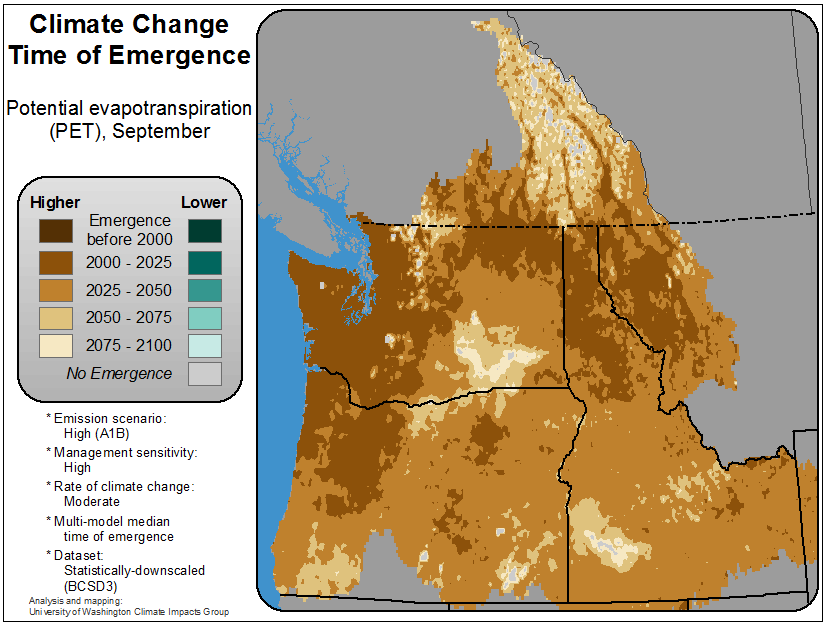 Climate Change
Time of Emergence
Potential evapotranspiration
(PET), September
Higher Lower
Emergence
before 2000
2000 - 2025
2025 - 2050
2050 - 2075
2075 - 2100
No Emergence
* Emission scenario:
High (A1B)
* Management sensitivity:
High
* Rate of climate change:
Moderate
* Multi-model median
time of emergence
* Dataset:
Statistically-downscaled
(BCSD3)
Analysis and mapping:
University of Washington Climate Impacts Group